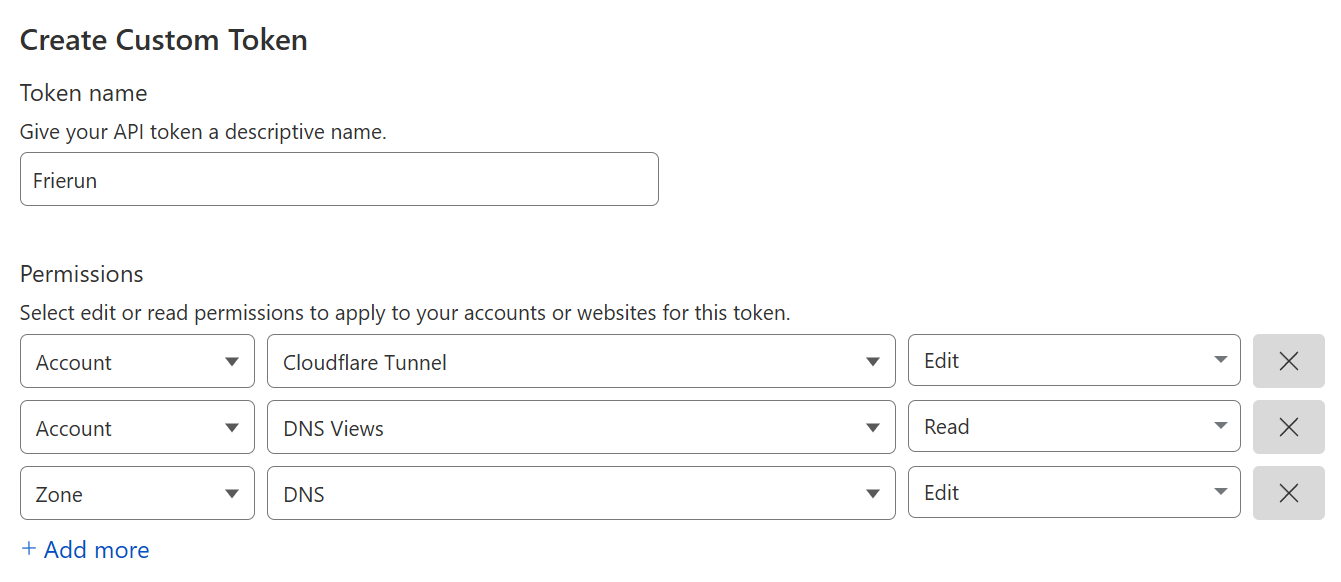 Create Custom Token
Token name
Give your API token a descriptive name.
Frierun
Permissions
Select edit or read permissions to apply to your accounts or websites for this token.
Account Cloudflare Tunnel Edit
Account DNS Views Read
Zone DNS Edit
+ Add more